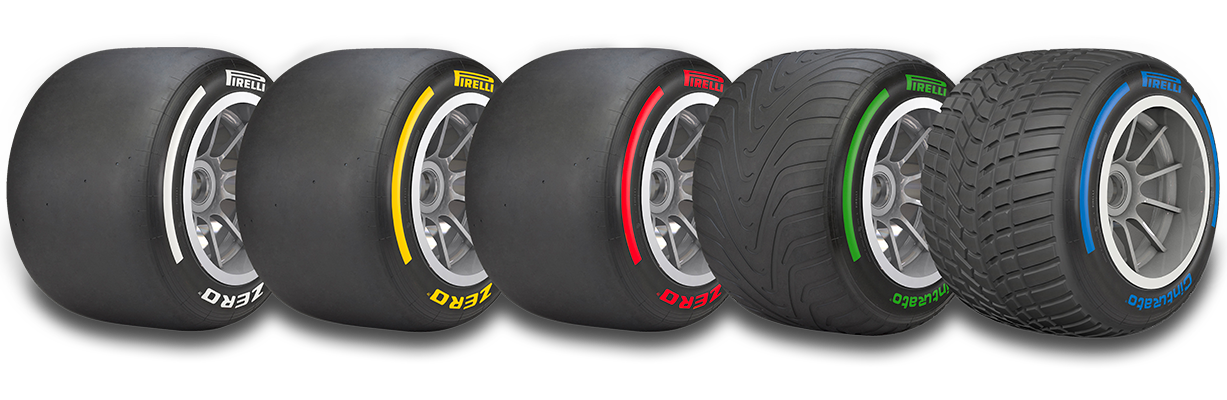 PIRELLI
ZERO
PIRELLI
ZERO
PIRELLI
ZERO
PIRELLI
Cinturato
PIRELLI
Cinturato